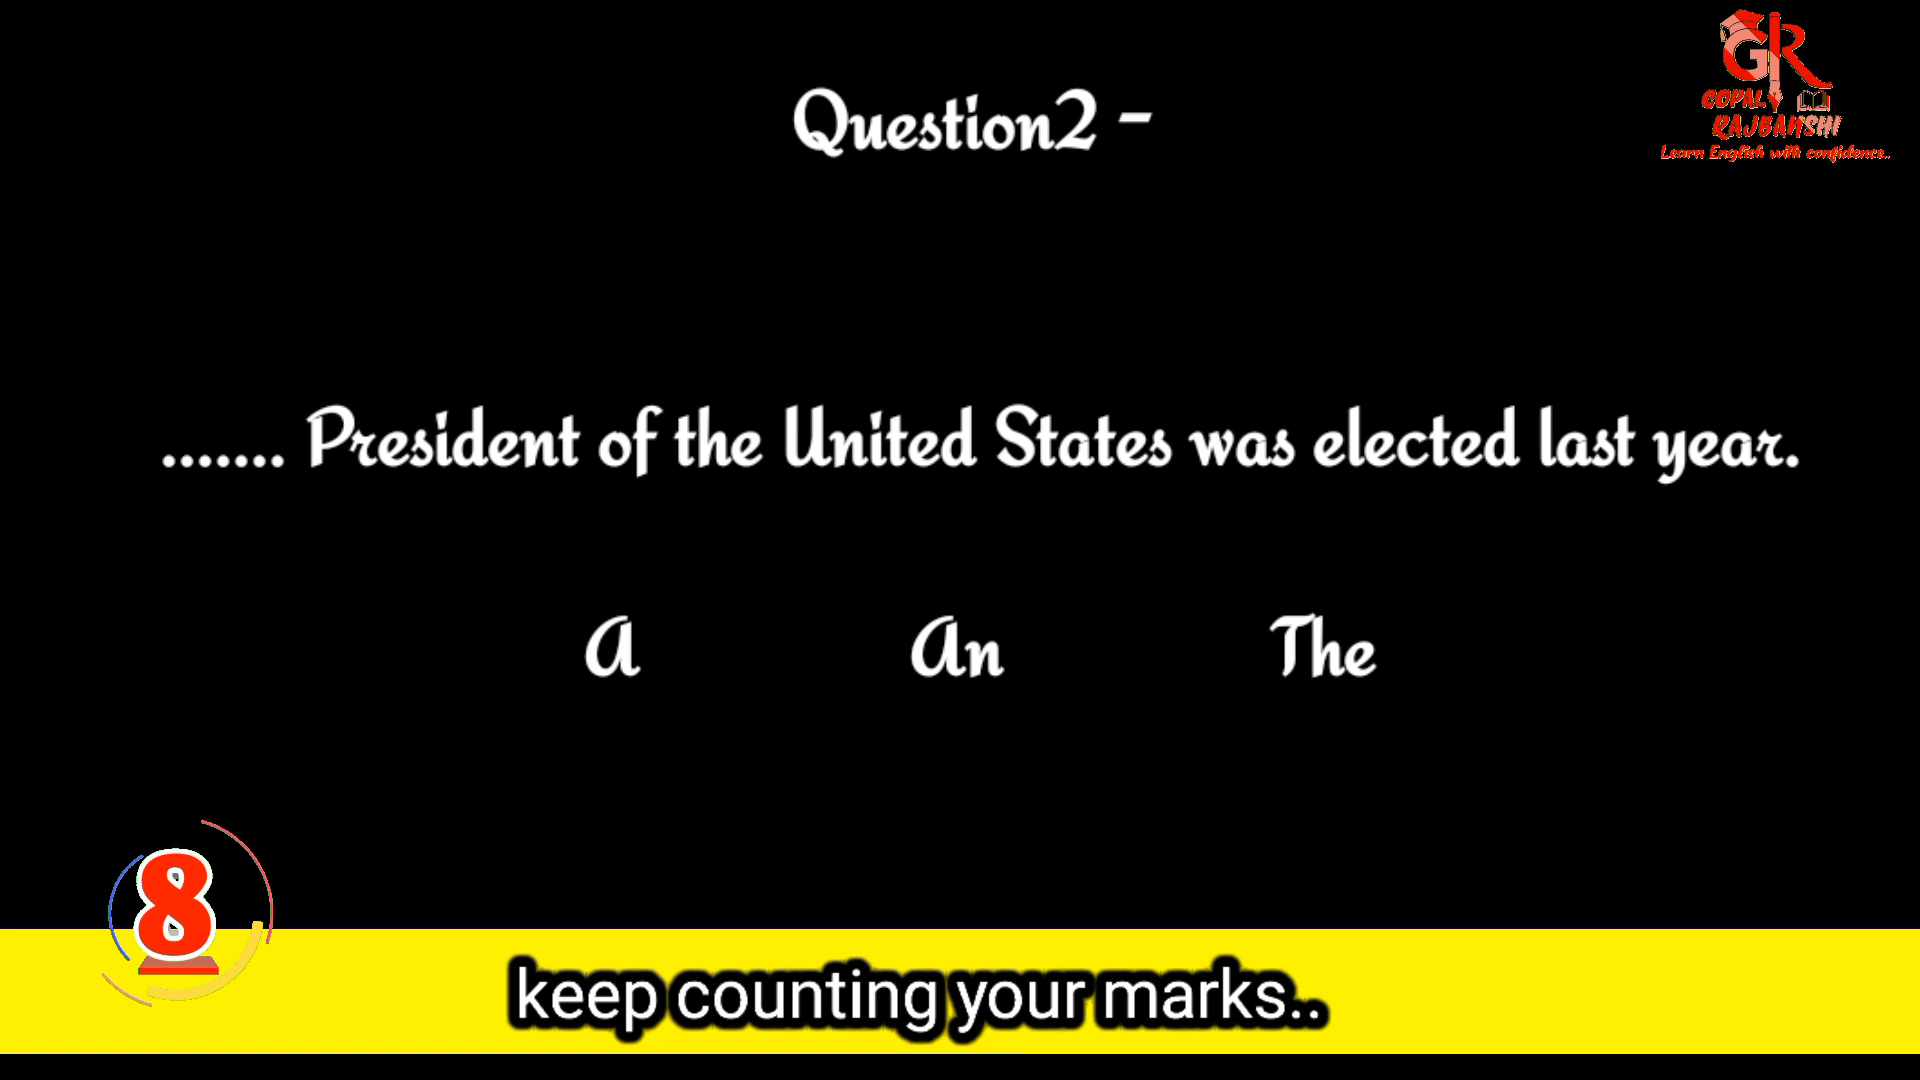 GR
GOPAL
RAJBANSHI
Learn English with confidence..
Question2 -
....... President of the United States was elected last year.
A An The
8
keep counting your marks..